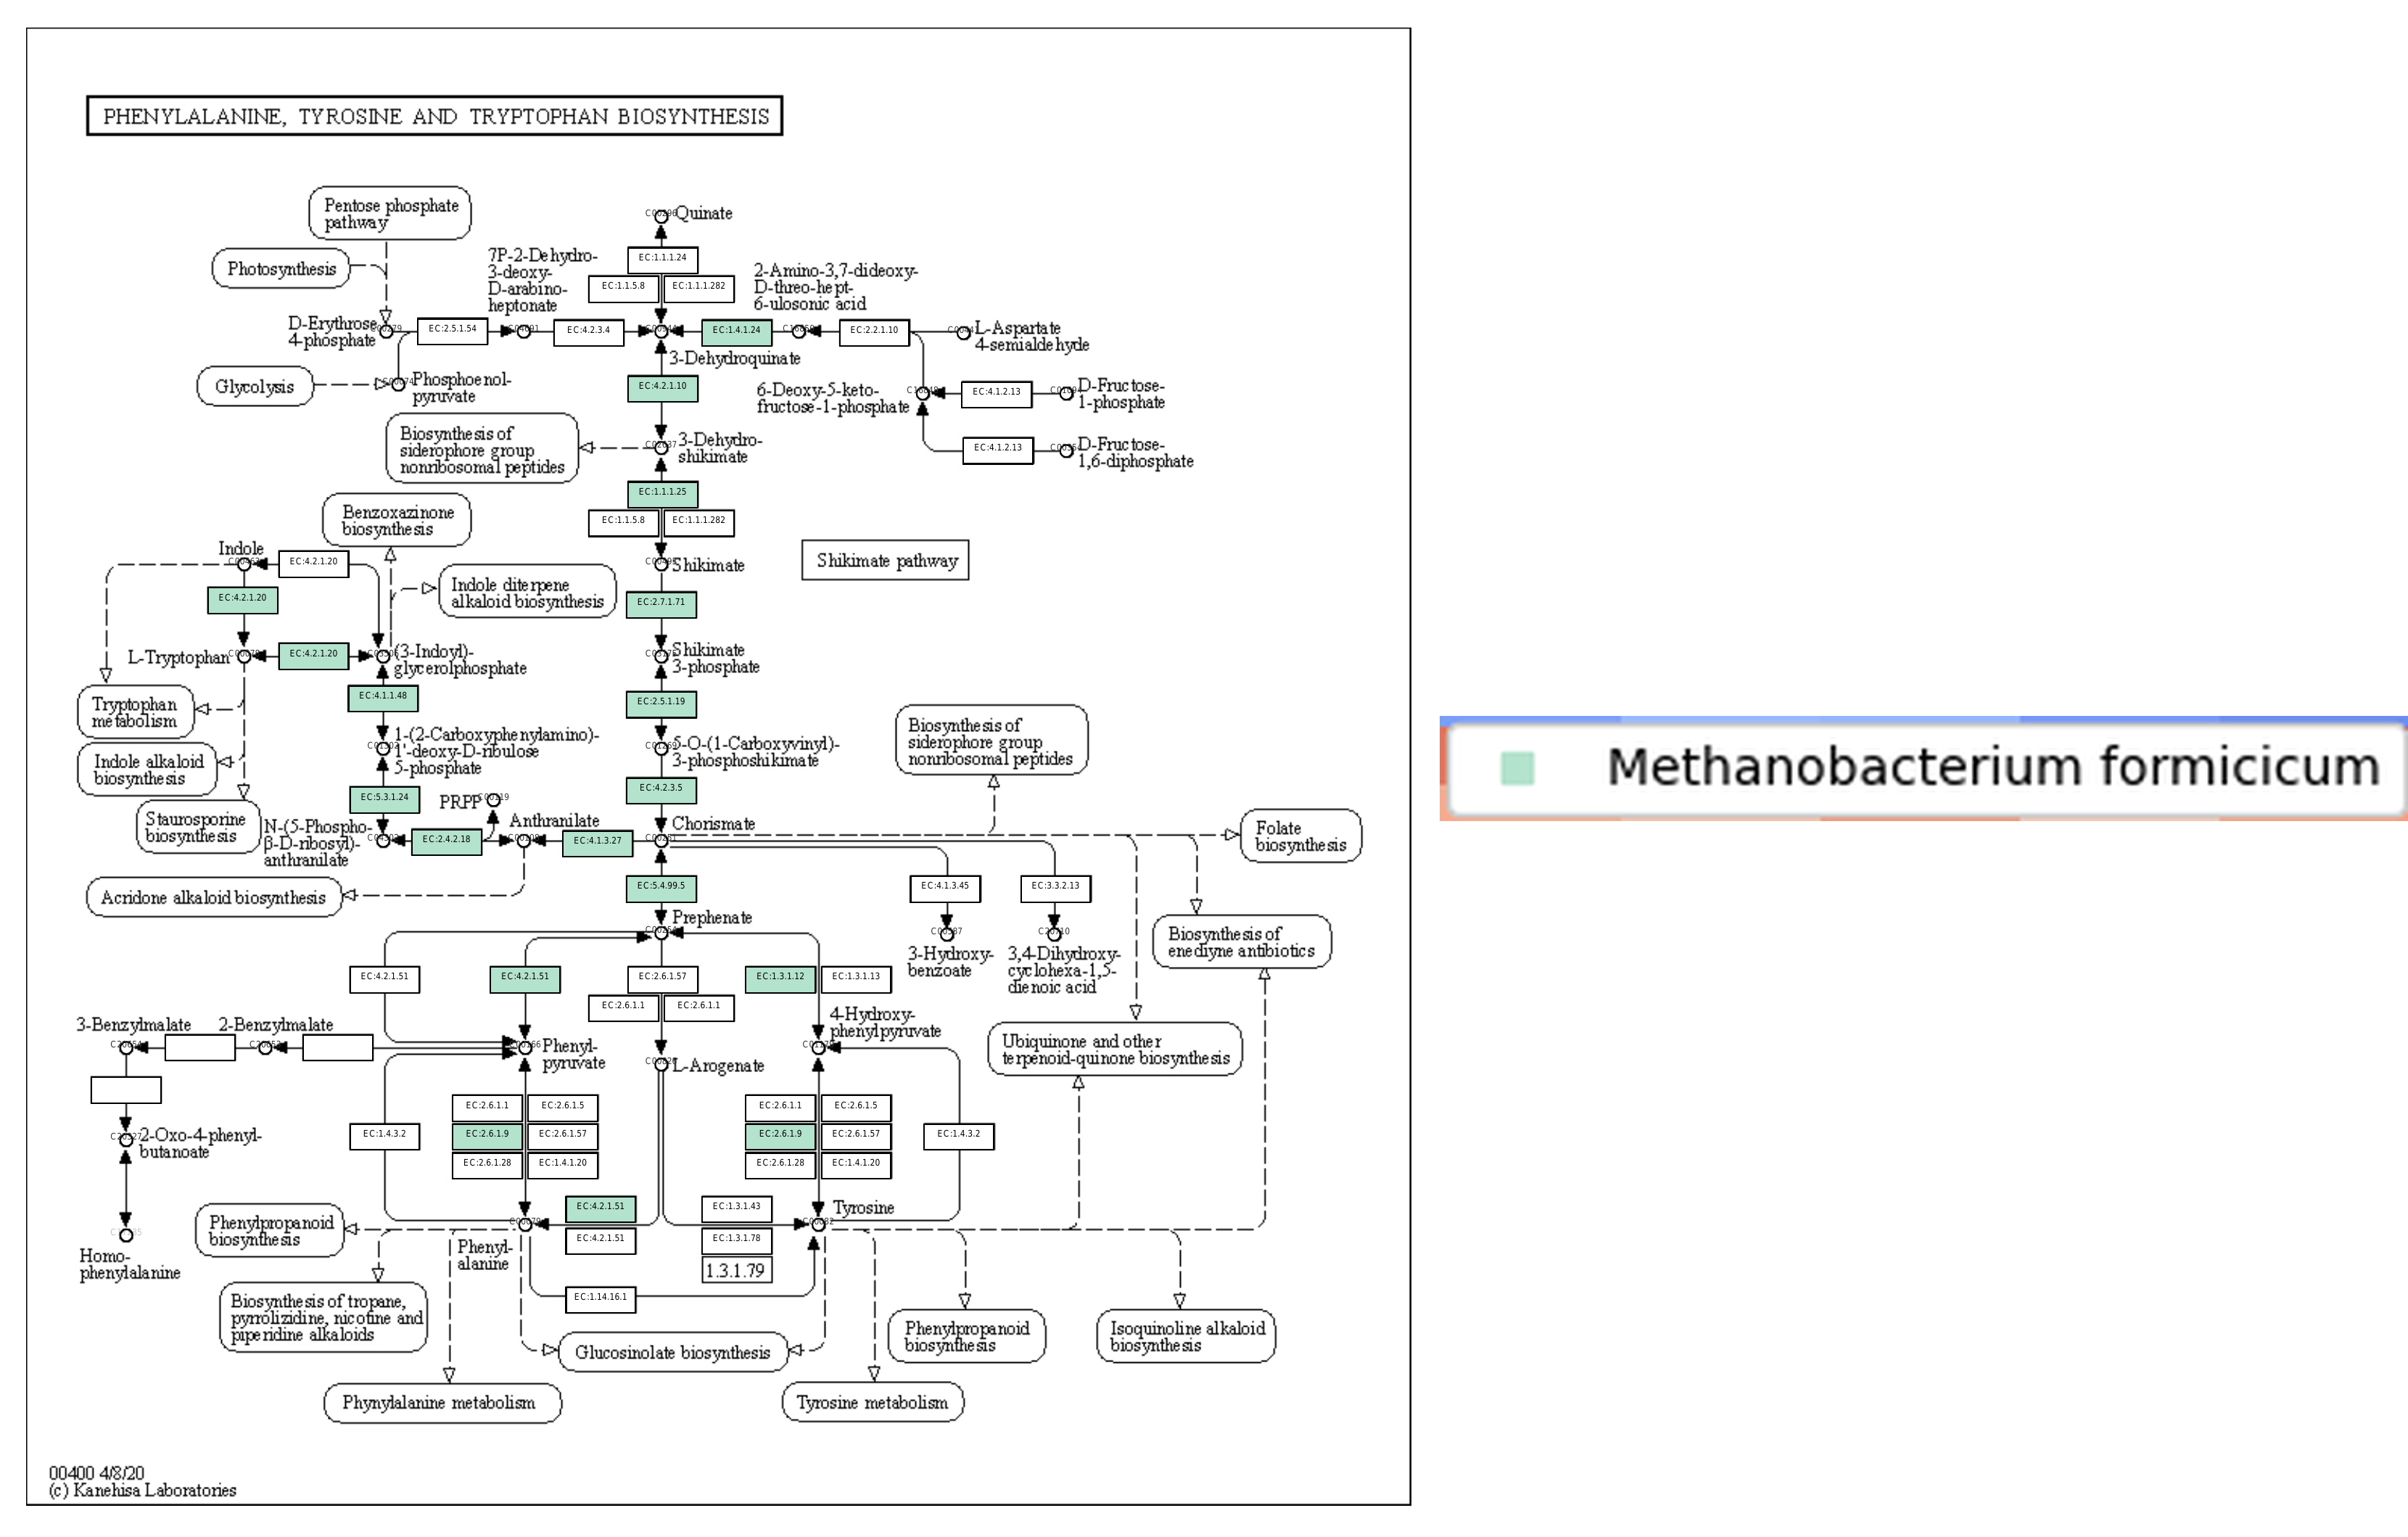 PHENYLALANINE, TYROSINE AND TRYPTOPHAN BIOSYNTHESIS
Pentose phosphate
pathway
Photosynthesis
Quinate
EC:1.1.1.24
EC:1.1.5.8
EC:1.1.1.282
7P-2-Dehydro-
3-deoxy-
D-arabino-
heptonate
2-Amino-3,7-dideoxy-
D-threo-hept-
6-ulosonic acid
D-Erythrose
4-phosphate
EC:2.5.1.54
EC:4.2.3.4
EC:1.4.1.24
EC:2.2.1.10
L-Aspartate
4-semialdehyde
3-Dehydroquinate
Glycolysis
Phosphoenol-
pyruvate
EC:4.2.1.10
6-Deoxy-5-keto-
fructose-1-phosphate
EC:4.1.2.13
D-Fructose-
1-phosphate
EC:4.1.2.13
D-Fructose-
1,6-diphosphate
Biosynthesis of
siderophore group
nonribosomal peptides
3-Dehydro-
shikimate
EC:1.1.1.25
EC:1.1.5.8
EC:1.1.1.282
Benzoxazinone
biosynthesis
Indole
EC:4.2.1.20
Shikimate
Shikimate pathway
EC:4.2.1.20
Indole diterpene
alkaloid biosynthesis
EC:2.7.1.71
L-Tryptophan
EC:4.2.1.20
(3-Indoyl)-
glycerolphosphate
Shikimate
3-phosphate
Tryptophan
metabolism
EC:4.1.1.48
EC:2.5.1.19
1-(2-Carboxyphenylamino)-
1'-deoxy-D-ribulose
5-phosphate
5-O-(1-Carboxyvinyl)-
3-phosphoshikimate
Biosynthesis of
siderophore group
nonribosomal peptides
Methanobacterium formicicum
Indole alkaloid
biosynthesis
EC:5.3.1.24
PRPP
EC:4.2.3.5
Staurosporine
biosynthesis
N-(5-Phospho-
β-D-ribosyl)-
anthranilate
EC:2.4.2.18
Anthranilate
EC:4.1.3.27
Chorismate
Folate
biosynthesis
Acridone alkaloid biosynthesis
EC:5.4.99.5
EC:4.1.3.45
EC:3.3.2.13
Prephenate
3-Hydroxy-
benzoate
3,4-Dihydroxy-
cyclohexa-1,5-
dienoic acid
Biosynthesis of
enediyne antibiotics
EC:4.2.1.51
EC:4.2.1.51
EC:2.6.1.57
EC:2.6.1.1
EC:2.6.1.1
EC:1.3.1.12
EC:1.3.1.13
3-Benzylmalate
2-Benzylmalate
Phenyl-
pyruvate
L-Arogenate
4-Hydroxy-
phenylpyruvate
Ubiquinone and other
terpenoid-quinone biosynthesis
2-Oxo-4-phenyl-
butanoate
EC:1.4.3.2
EC:2.6.1.1
EC:2.6.1.5
EC:2.6.1.9
EC:2.6.1.57
EC:2.6.1.28
EC:1.4.1.20
EC:2.6.1.1
EC:2.6.1.5
EC:2.6.1.9
EC:2.6.1.57
EC:2.6.1.28
EC:1.4.1.20
EC:1.4.3.2
Homo-
phenylalanine
Phenylpropanoid
biosynthesis
Phenyl-
alanine
EC:4.2.1.51
EC:4.2.1.51
EC:1.3.1.43
EC:1.3.1.78
1.3.1.79
Tyrosine
EC:1.14.16.1
Biosynthesis of tropane,
pyrrolizidine, nicotine and
piperidine alkaloids
Glucosinolate biosynthesis
Phenylpropanoid
biosynthesis
Isoquinoline alkaloid
biosynthesis
Phynylalanine metabolism
Tyrosine metabolism
00400 4/8/20
(c) Kanehisa Laboratories